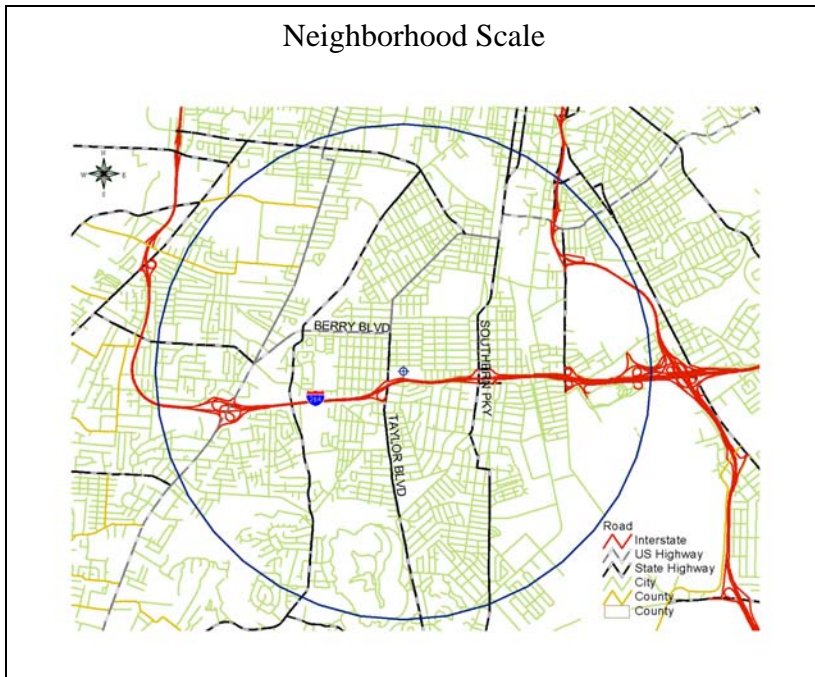 Neighborhood Scale
N
W
E
S
BERRY BLVD
SOUTHERN PKY
264
TAYLOR BLVD
Road
Interstate
US Highway
State Highway
City
County
County